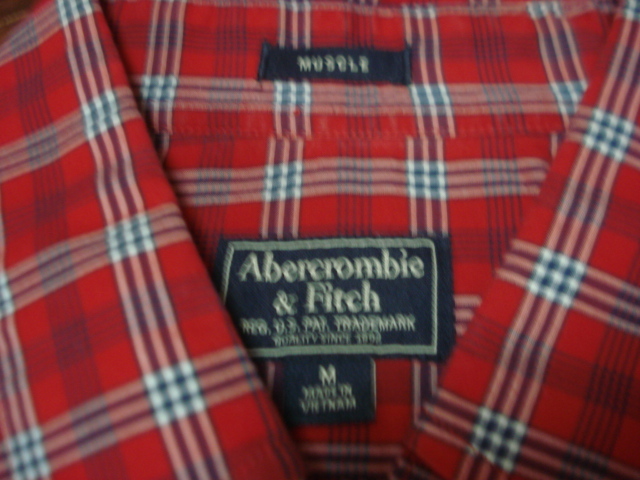 MUSCLE
Abercrombie
& Fitch
REG. U.S. PAT. TRADEMARK
QUALITY SINCE 1892
M
MADE IN
VIETNAM